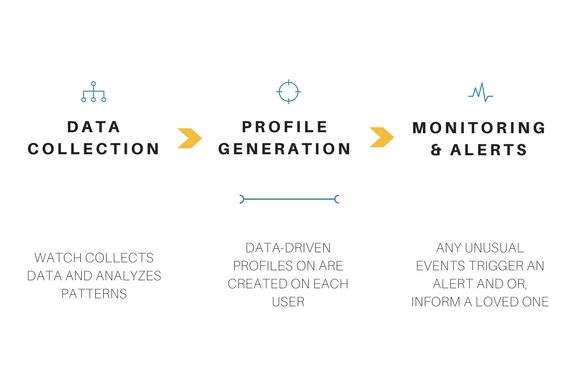 DATA
COLLECTION
PROFILE
GENERATION
MONITORING
& ALERTS
WATCH COLLECTS
DATA AND ANALYZES
PATTERNS
DATA-DRIVEN
PROFILES ON ARE
CREATED ON EACH
USER
ANY UNUSUAL
EVENTS TRIGGER AN
ALERT AND OR,
INFORM A LOVED ONE